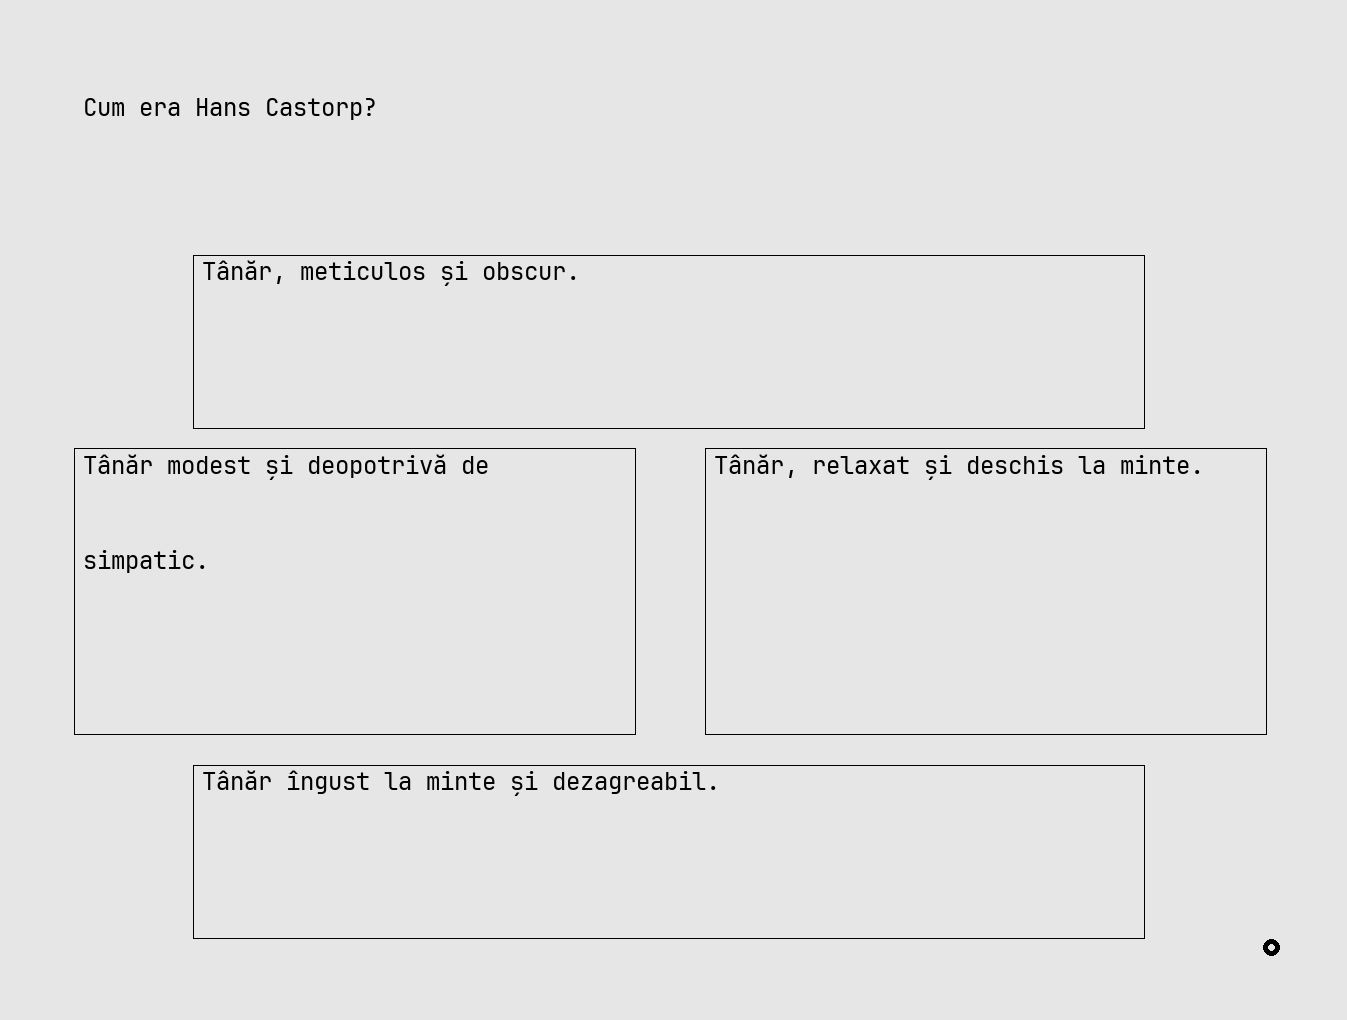 Cum era Hans Castorp?
Tânăr, meticulos și obscur.
Tânăr modest și deopotrivă de
simpatic.
Tânăr, relaxat și deschis la minte.
Tânăr îngust la minte și dezagreabil.